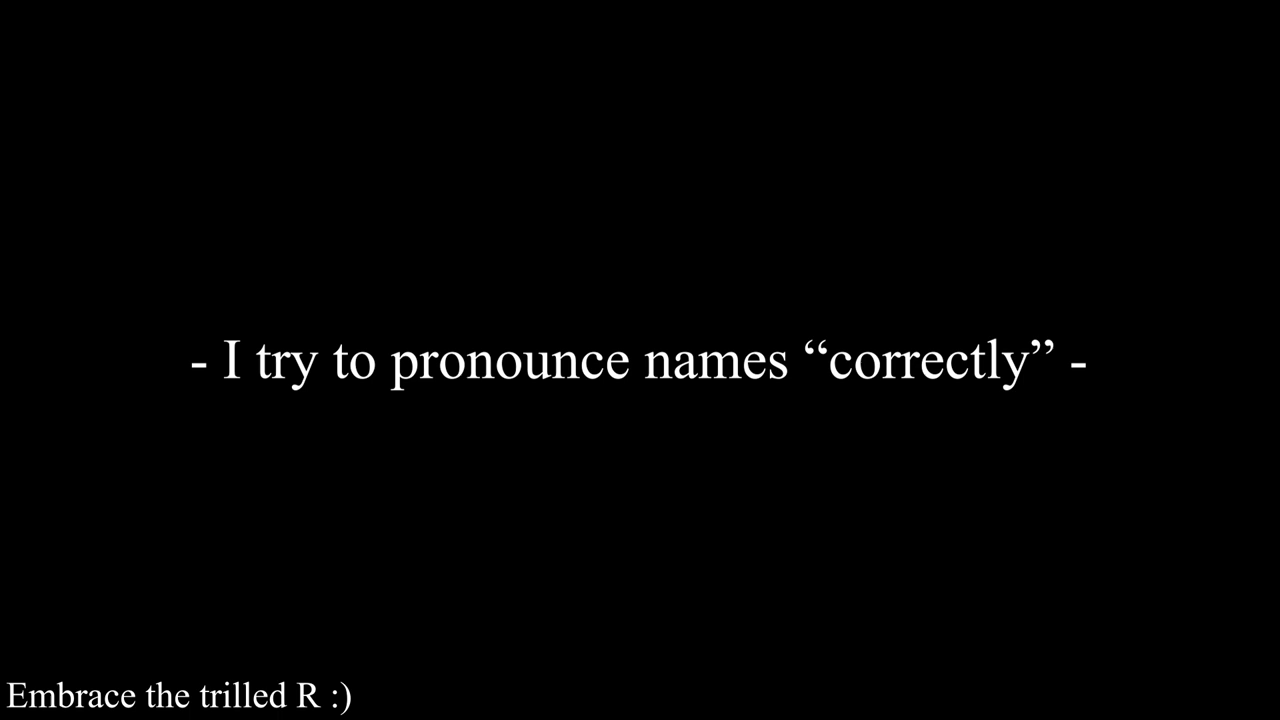 - I try to pronounce names “correctly” -
Embrace the trilled R :)